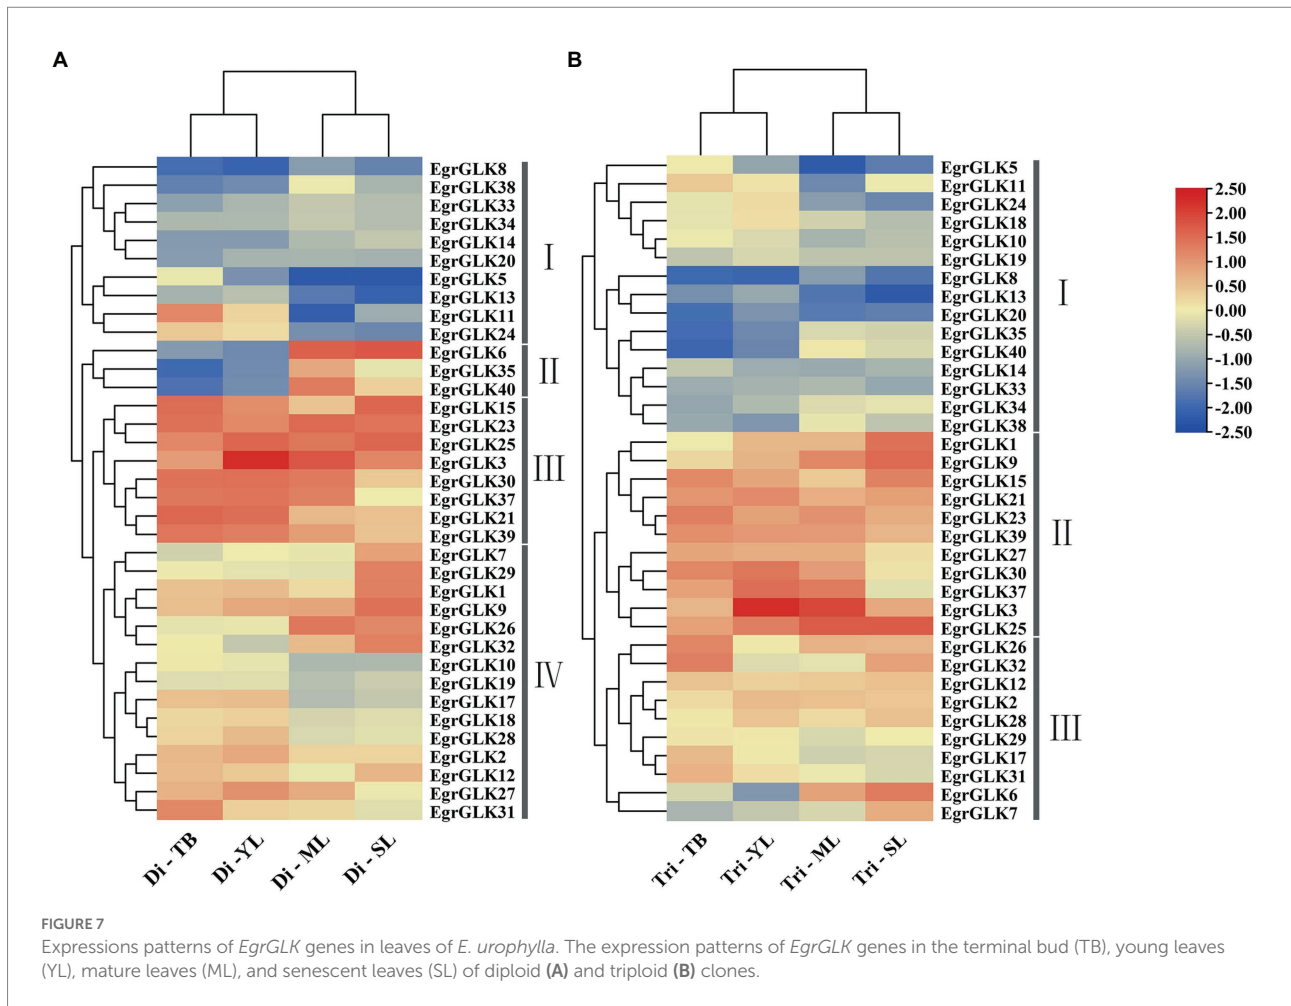 A
B
EgrGLK8
EgrGLK38
EgrGLK33
EgrGLK34
EgrGLK14
EgrGLK20
EgrGLK5
EgrGLK13
EgrGLK11
EgrGLK24
EgrGLK6
EgrGLK35
EgrGLK40
EgrGLK15
EgrGLK23
EgrGLK25
EgrGLK3
EgrGLK30
EgrGLK37
EgrGLK21
EgrGLK39
EgrGLK7
EgrGLK29
EgrGLK1
EgrGLK9
EgrGLK26
EgrGLK32
EgrGLK10
EgrGLK19
EgrGLK17
EgrGLK18
EgrGLK28
EgrGLK2
EgrGLK12
EgrGLK27
EgrGLK31
I
II
III
IV
Di - TB
Di -YL
Di - ML
Di - SL
EgrGLK5
EgrGLK11
EgrGLK24
EgrGLK18
EgrGLK10
EgrGLK19
EgrGLK8
EgrGLK13
EgrGLK20
EgrGLK35
EgrGLK40
EgrGLK14
EgrGLK33
EgrGLK34
EgrGLK38
EgrGLK1
EgrGLK9
EgrGLK15
EgrGLK21
EgrGLK23
EgrGLK39
EgrGLK27
EgrGLK30
EgrGLK37
EgrGLK3
EgrGLK25
EgrGLK26
EgrGLK32
EgrGLK12
EgrGLK2
EgrGLK28
EgrGLK29
EgrGLK17
EgrGLK31
EgrGLK6
EgrGLK7
I
II
III
Tri - TB
Tri -YL
Tri - ML
Tri - SL
2.50
2.00
1.50
1.00
0.50
0.00
-0.50
-1.00
-1.50
-2.00
-2.50
FIGURE 7
Expressions patterns of EgrGLK genes in leaves of E. urophylla. The expression patterns of EgrGLK genes in the terminal bud (TB), young leaves
(YL), mature leaves (ML), and senescent leaves (SL) of diploid (A) and triploid (B) clones.